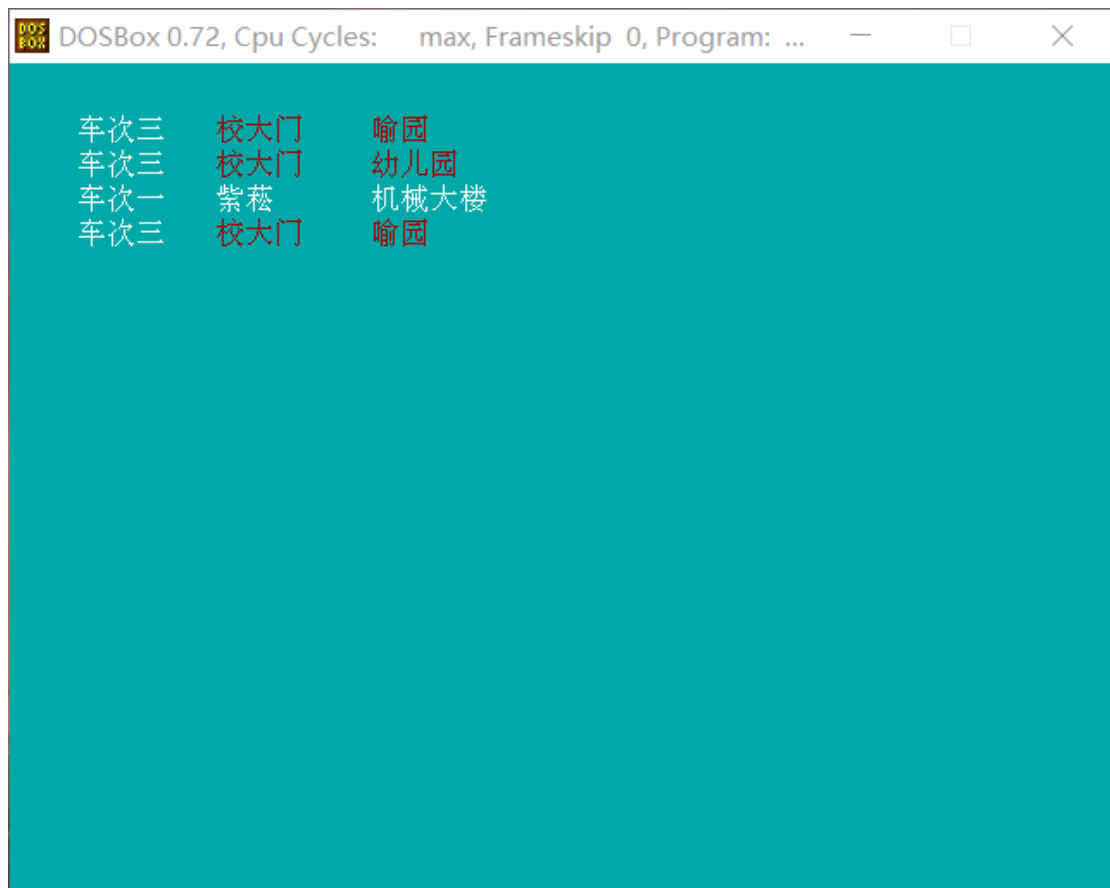 DOSBox 0.72, Cpu Cycles: max, Frameskip 0, Program: ...
车次三 校大门 喻园
车次三 校大门 幼儿园
车次一 紫菘 机械大楼
车次三 校大门 喻园